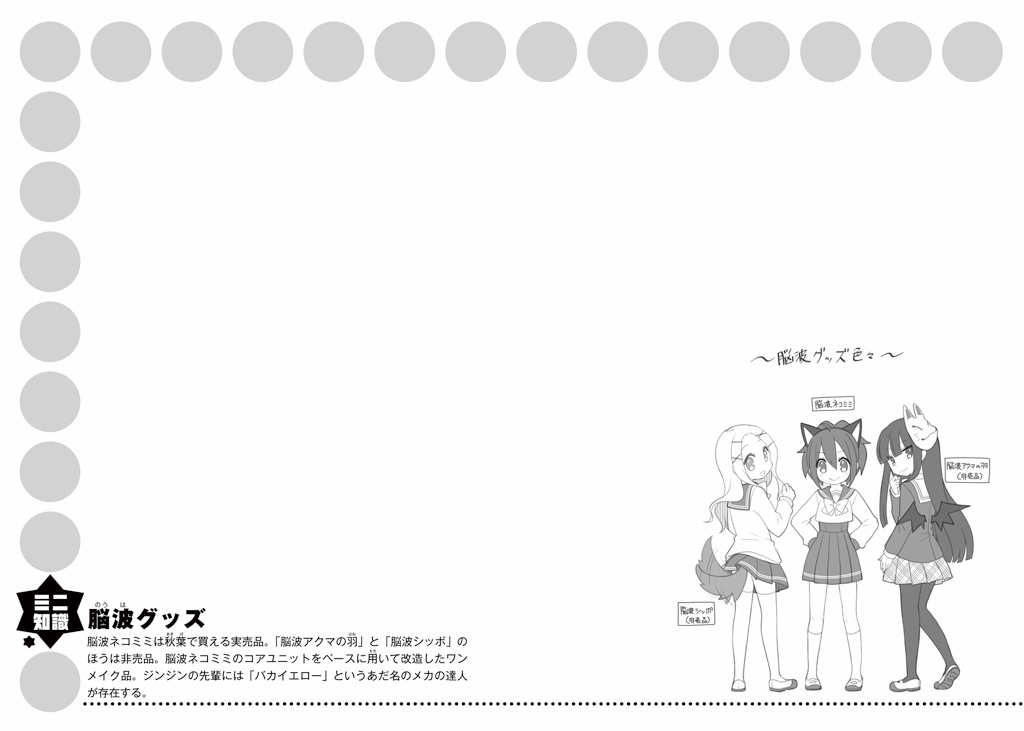 ～脳波グッズ色々～
脳波ネコミミ
脳波アクマの羽
（非売品）
脳波シッポ
（非売品）
ミニ
知識
のうは
脳波グッズ
あきば
はね
脳波ネコミミは秋葉で買える実売品。「脳波アクマの羽」と「脳波シッポ」の
もち
ほうは非売品。脳波ネコミミのコアユニットをベースに用いて改造したワン
メイク品。ジンジンの先輩には「バカイエロー」というあだ名のメカの達人
が存在する。